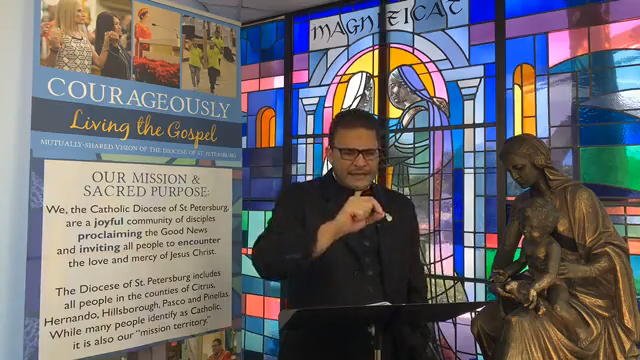 MAGNIFICAT
COURAGEOUSLY
Living the Gospel
MUTUALLY-SHARED VISION OF THE DIOCESE OF ST. PETERSBURG
OUR MISSION &
SACRED PURPOSE:
We, the Catholic Diocese of St Petersburg,
are a joyful community of disciples
proclaiming the Good News
and inviting all people to encounter
the love and mercy of Jesus Christ.
The Diocese of St. Petersburg includes
all people in the counties of Citrus,
Hernando, Hillsborough, Pasco and Pinellas.
While many people identify as Catholic,
it is also our "mission territory."